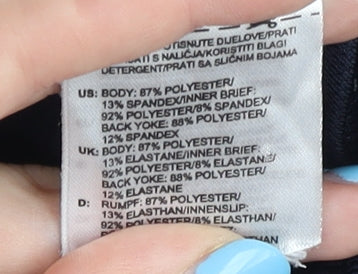 OTISNUTE DIJELOVE/PRATI
S NALIČJA/KORISTITI BLAGI
DETERGENT/PRATI SA SLIČNIM BOJAMA
US: BODY: 87% POLYESTER/
13% SPANDEX/INNER BRIEF:
92% POLYESTER/8% SPANDEX/
BACK YOKE: 88% POLYESTER/
12% SPANDEX
UK: BODY: 87% POLYESTER/
13% ELASTANE/INNER BRIEF:
92% POLYESTER/8% ELASTANE/
BACK YOKE: 88% POLYESTER/
12% ELASTANE
D: RUMPF: 87% POLYESTER/
13% ELASTHAN/INNENSLIP:
92% POLYESTER/8% ELASTHAN/